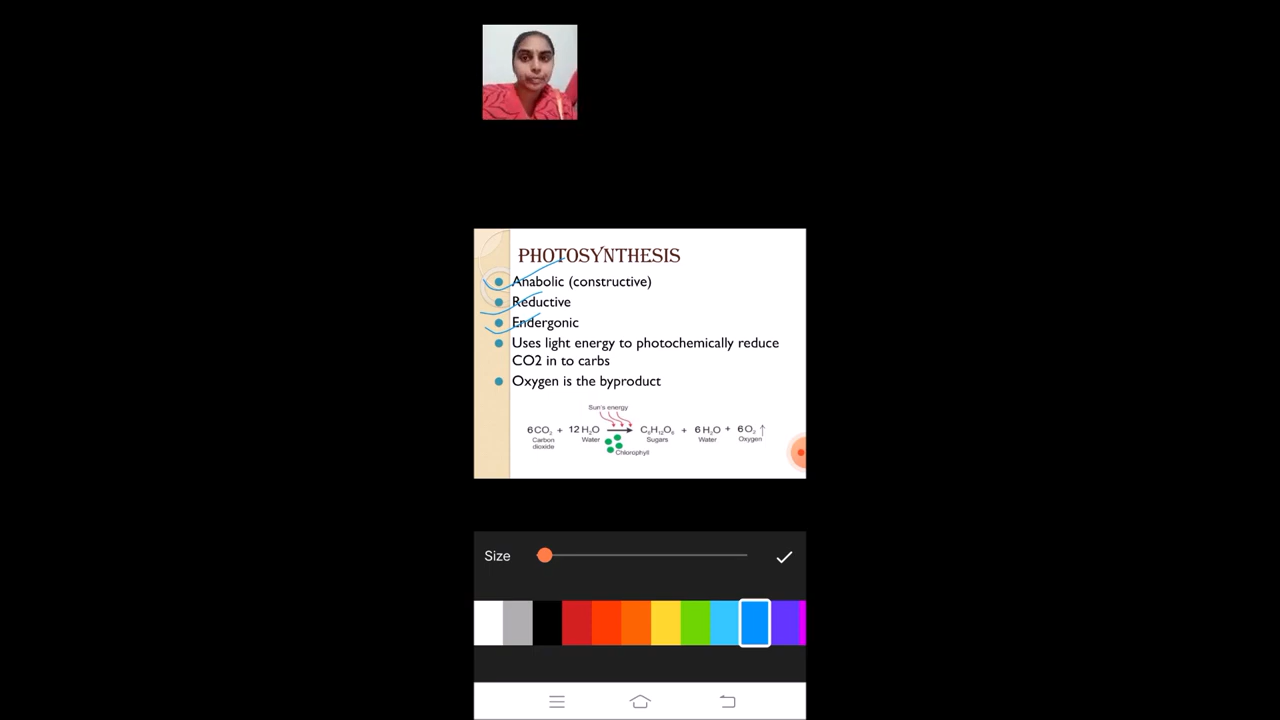 PHOTOSYNTHESIS
Anabolic (constructive)
Reductive
Endergonic
Uses light energy to photochemically reduce
CO2 in to carbs
Oxygen is the byproduct
Sun's energy
6CO₂ + 12H₂O → C₆H₁₂O₆ + 6H₂O + 6O₂ ↑
Carbon dioxide Water Sugars Water Oxygen
Chlorophyll
Size